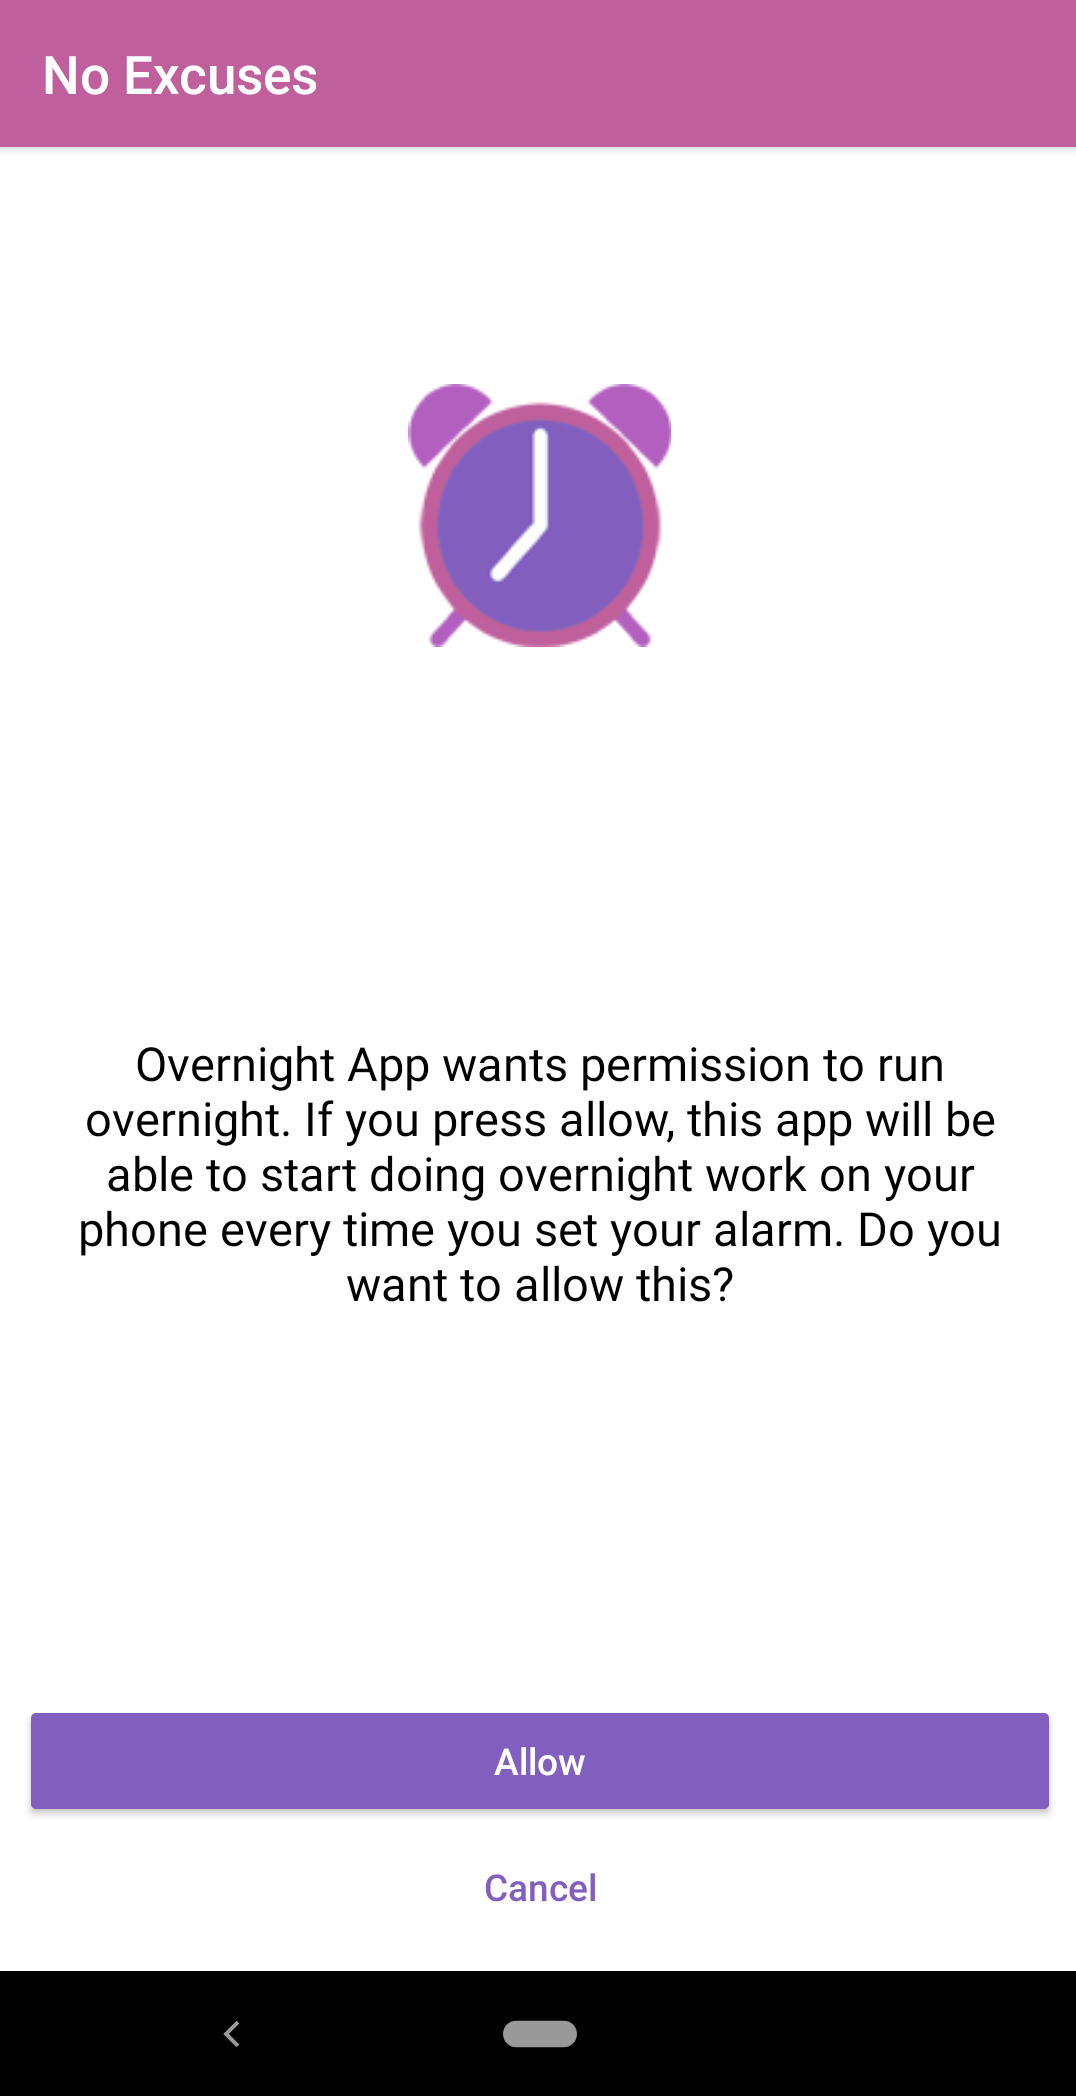 No Excuses
Overnight App wants permission to run
overnight. If you press allow, this app will be
able to start doing overnight work on your
phone every time you set your alarm. Do you
want to allow this?
Allow
Cancel